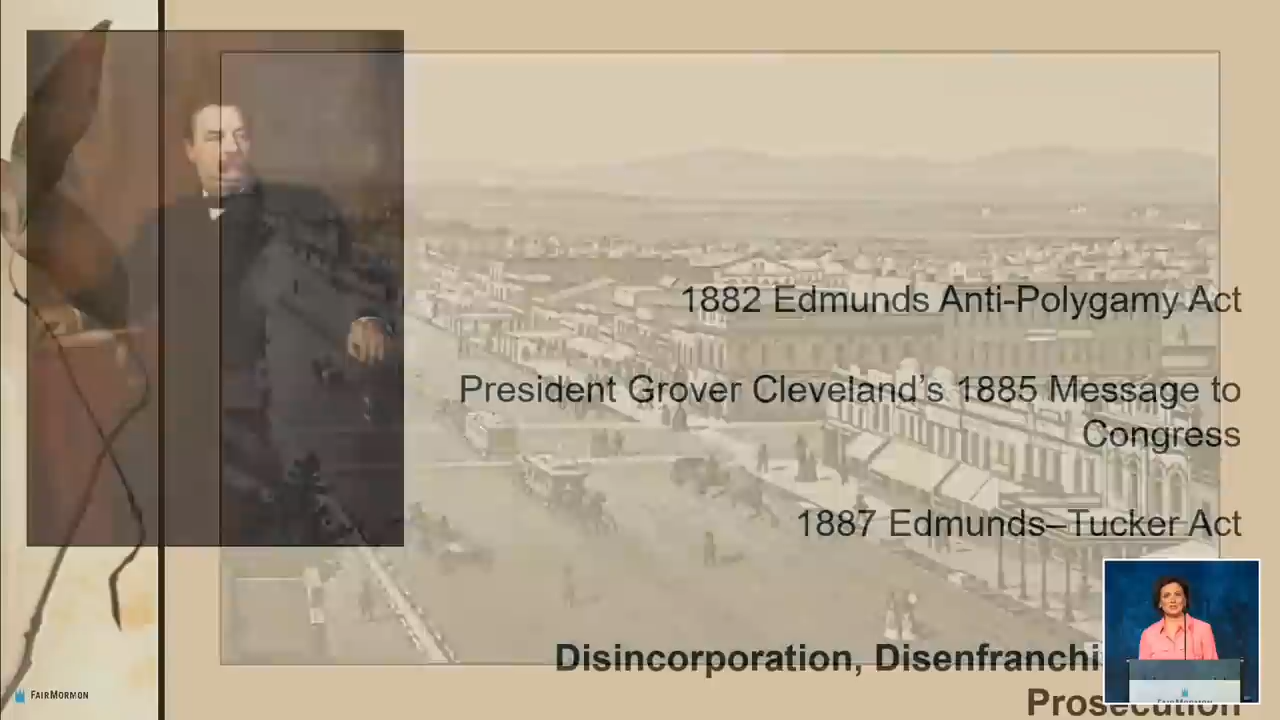 1882 Edmunds Anti-Polygamy Act
President Grover Cleveland's 1885 Message to
Congress
1887 Edmunds–Tucker Act
Disincorporation,
Prosecution
FAIRMORMON
FAIRMORMON